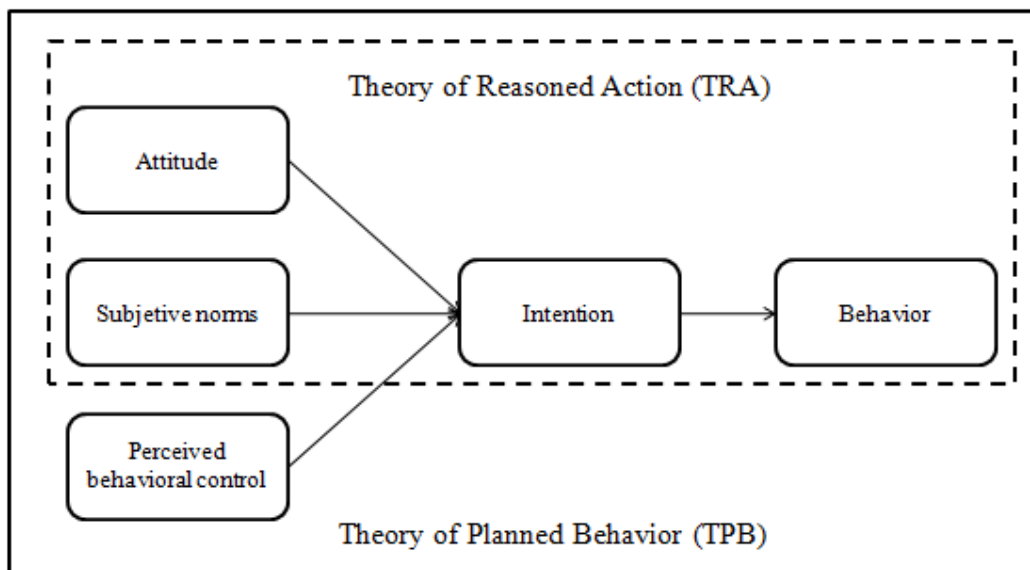 Theory of Reasoned Action (TRA)
Attitude
Subjetive norms
Intention
Behavior
Perceived
behavioral control
Theory of Planned Behavior (TPB)